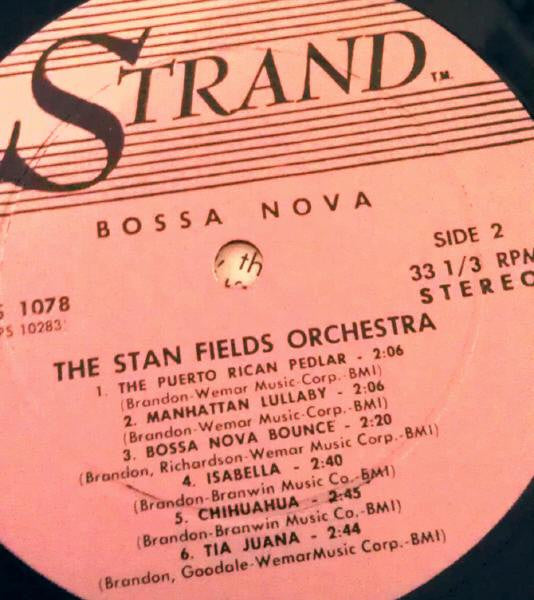 STRAND T.M.
BOSSA NOVA
th
SIDE 2
33 1/3 RPM
STEREO
S 1078
PS 10283
THE STAN FIELDS ORCHESTRA
1. THE PUERTO RICAN PEDLAR - 2:06
(Brandon-Wemar Music-Corp.-BMI)
2. MANHATTAN LULLABY - 2:06
(Brandon-Wemar Music-Corp.-BMI)
3. BOSSA NOVA BOUNCE - 2:20
(Brandon, Richardson-Wemar Music Corp.-BMI)
4. ISABELLA - 2:40
(Brandon-Branwin Music Co.-BMI)
5. CHIHUAHUA - 2:45
(Brandon-Branwin Music Co.-BMI)
6. TIA JUANA - 2:44
(Brandon, Goodale-WemarMusic Corp.-BMI)